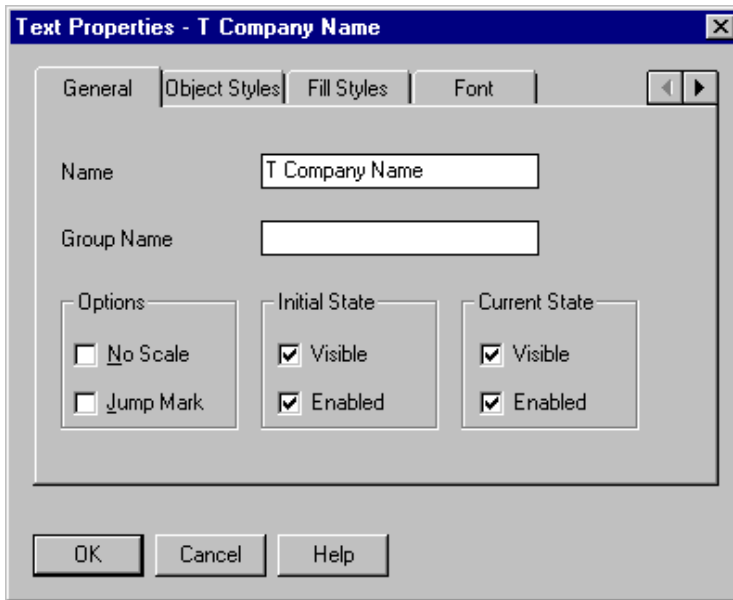 Text Properties - T Company Name
General Object Styles Fill Styles Font
Name T Company Name
Group Name
Options Initial State Current State
No Scale Visible Visible
Jump Mark Enabled Enabled
OK Cancel Help